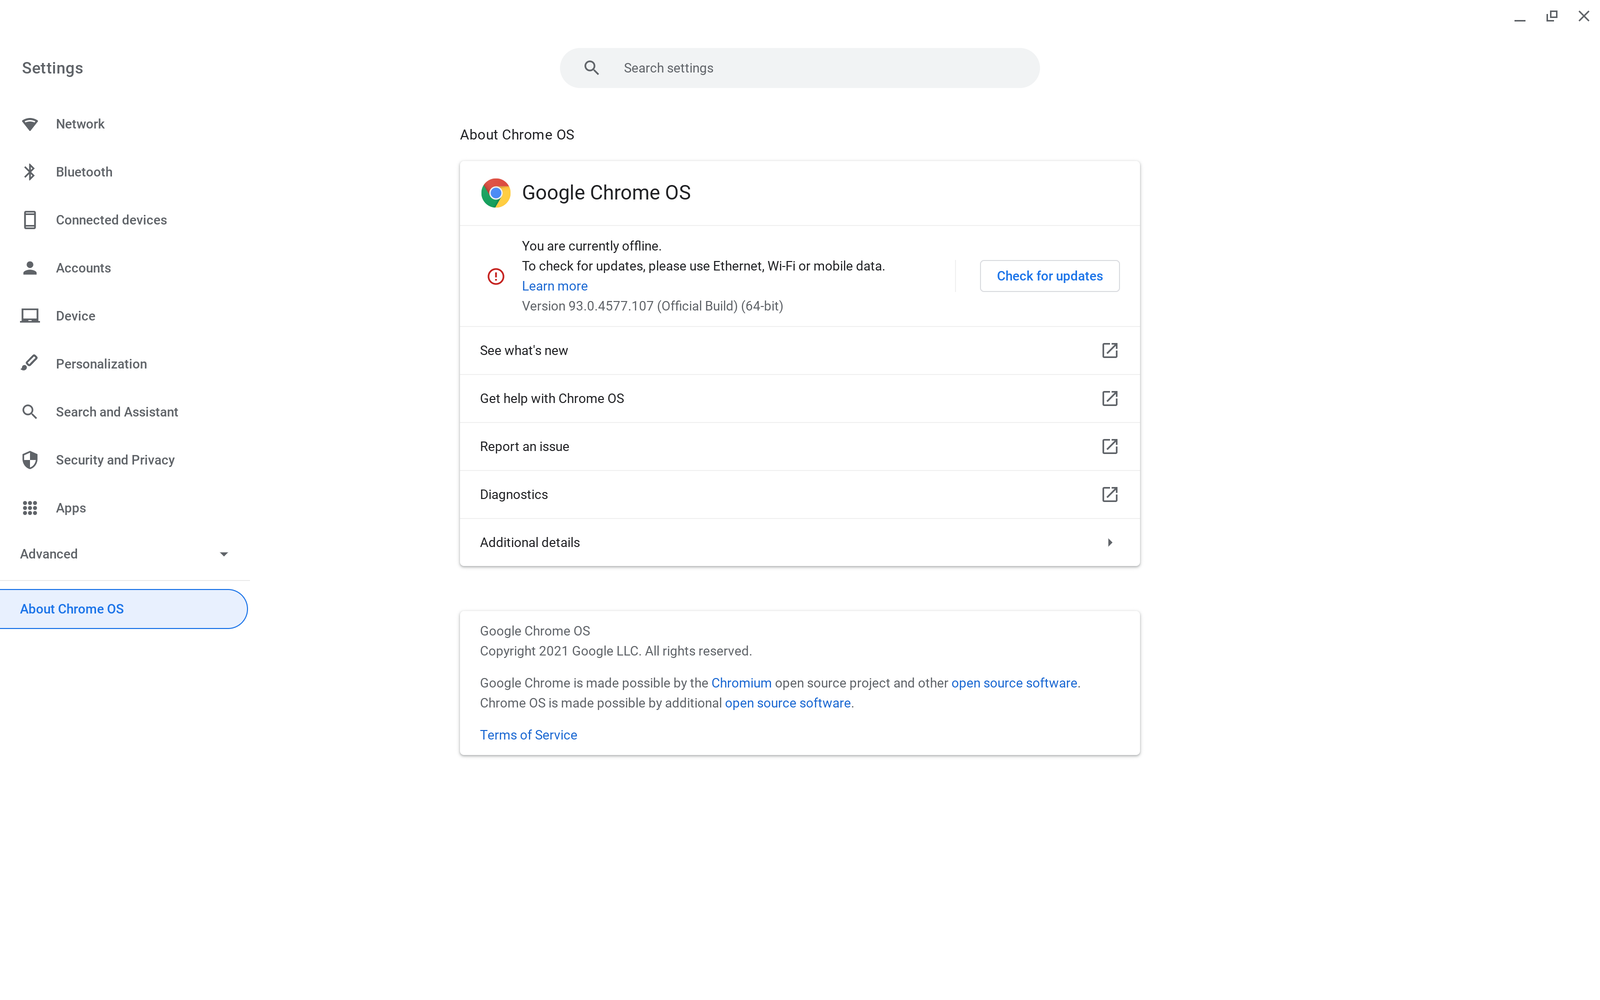 Settings
Search settings
Network
Bluetooth
Connected devices
Accounts
Device
Personalization
Search and Assistant
Security and Privacy
Apps
Advanced
About Chrome OS
About Chrome OS
Google Chrome OS
You are currently offline.
To check for updates, please use Ethernet, Wi-Fi or mobile data.
Learn more
Version 93.0.4577.107 (Official Build) (64-bit)
Check for updates
See what's new
Get help with Chrome OS
Report an issue
Diagnostics
Additional details
Google Chrome OS
Copyright 2021 Google LLC. All rights reserved.
Google Chrome is made possible by the Chromium open source project and other open source software.
Chrome OS is made possible by additional open source software.
Terms of Service